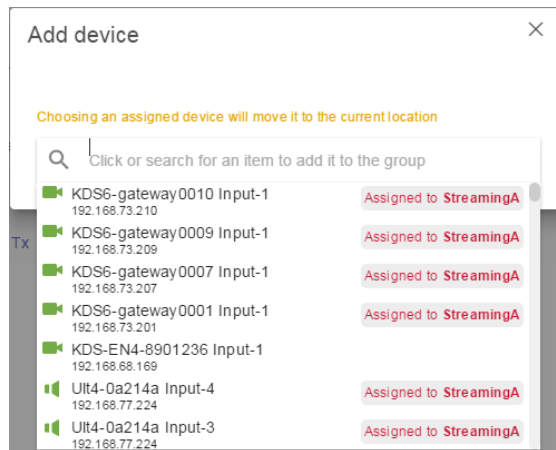 Add device
Choosing an assigned device will move it to the current location
Click or search for an item to add it to the group
KDS6-gateway0010 Input-1 Assigned to StreamingA
192.168.73.210
KDS6-gateway0009 Input-1 Assigned to StreamingA
192.168.73.209
Tx
KDS6-gateway0007 Input-1 Assigned to StreamingA
192.168.73.207
KDS6-gateway0001 Input-1 Assigned to StreamingA
192.168.73.201
KDS-EN4-8901236 Input-1
192.168.68.169
Ult4-0a214a Input-4 Assigned to StreamingA
192.168.77.224
Ult4-0a214a Input-3 Assigned to StreamingA
192.168.77.224